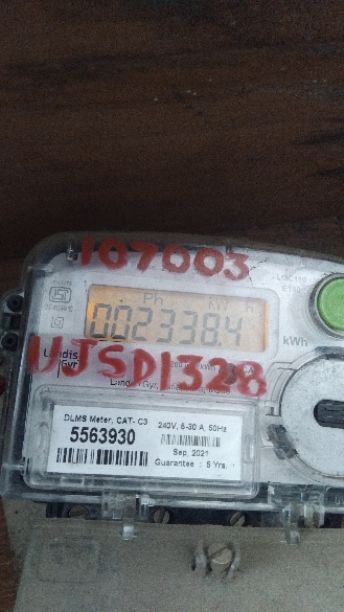 107003
Ph
002338.4
kWh
UJSD1328
Landis
Gyr
DLMS Meter, CAT- C3
5563930
240V, 5-30 A, 50Hz
Sep, 2021
Guarantee : 5 Yrs.